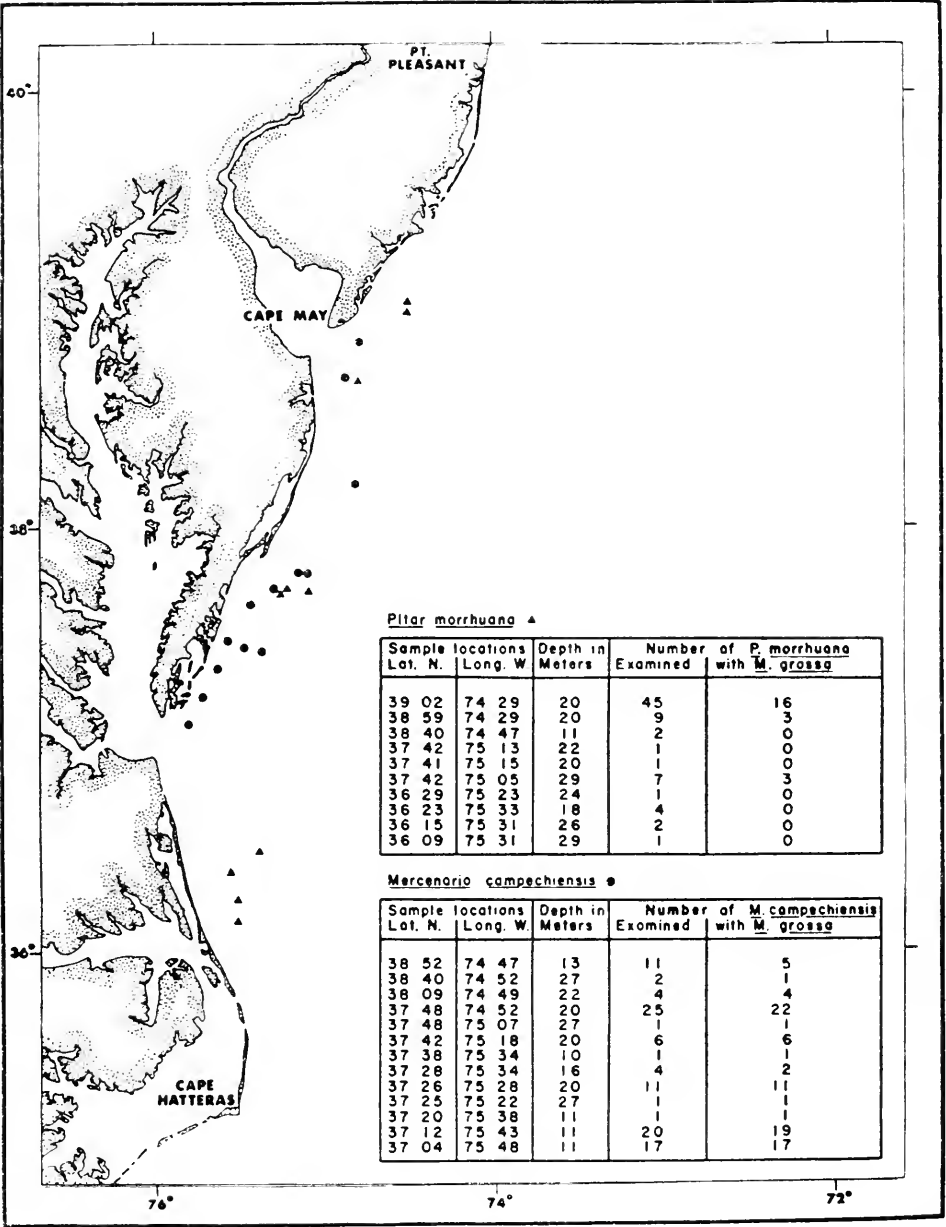 PT.
PLEASANT
40°
CAPE MAY
38°
Pitar morrhuana ▲
Sample locations Depth in Number of P. morrhuana
Lat. N. Long. W Meters Examined with M. grossa
39 02 74 29 20 45 16
38 59 74 29 20 9 3
38 40 74 47 11 2 0
37 42 75 13 22 1 0
37 41 75 15 20 1 0
37 42 75 05 29 7 3
36 29 75 23 24 1 0
36 23 75 33 18 4 0
36 15 75 31 26 2 0
36 09 75 31 29 1 0
Mercenaria campechiensis ●
Sample locations Depth in Number of M. campechiensis
Lat. N. Long. W. Meters Examined with M. grossa
38 52 74 47 13 11 5
38 40 74 52 27 2 1
38 09 74 49 22 4 4
37 48 74 52 20 25 22
37 48 75 07 27 1 1
37 42 75 18 20 6 6
37 38 75 34 10 1 1
37 28 75 34 16 4 2
37 26 75 28 20 11 11
37 25 75 22 27 1 1
37 20 75 38 11 1 1
37 12 75 43 11 20 19
37 04 75 48 11 17 17
36°
CAPE
HATTERAS
76° 74° 72°